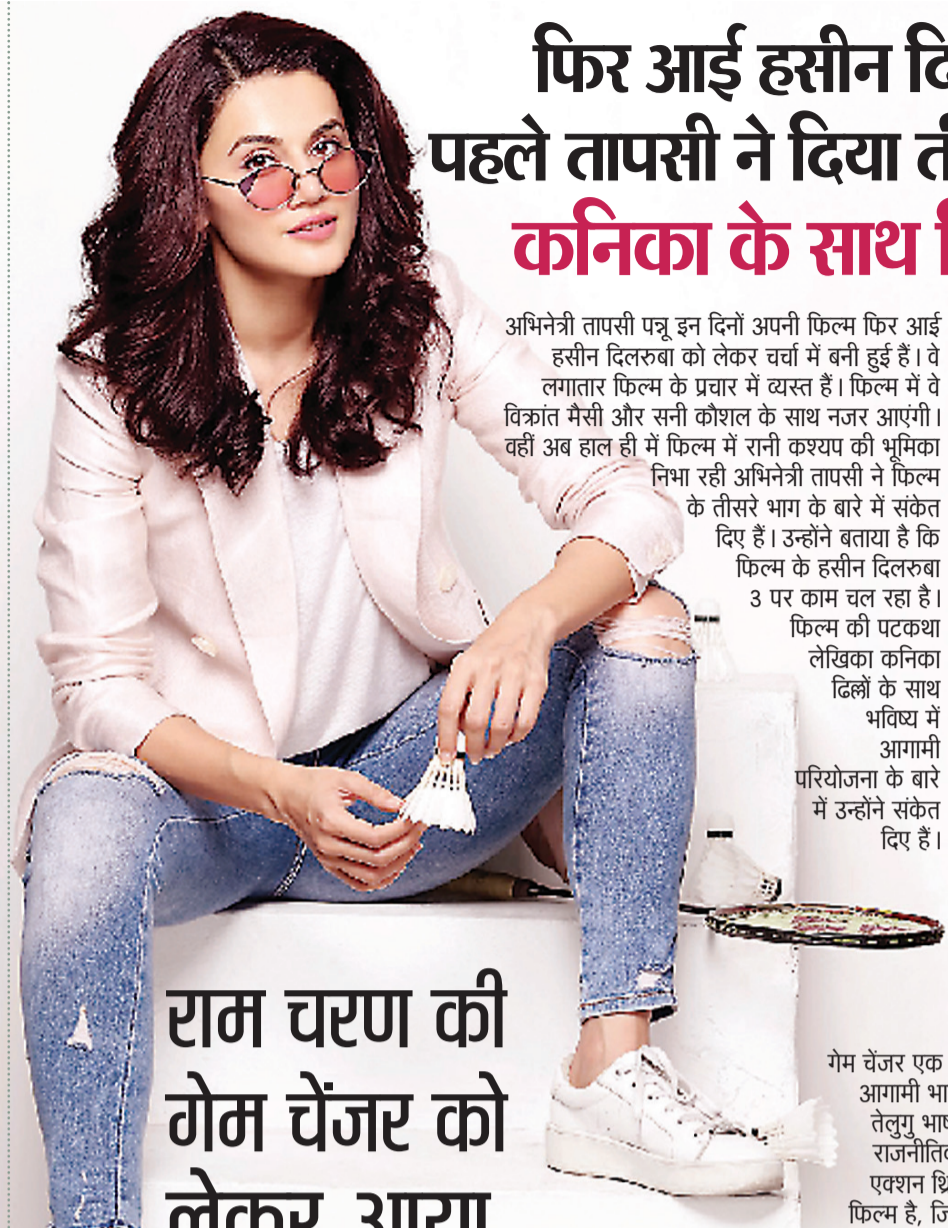 फिर आई हसीन
पहले तापसी ने दिया
कनिका के साथ
अभिनेत्री तापसी पन्नू इन दिनों अपनी फिल्म फिर आई
हसीन दिलरुबा को लेकर चर्चा में बनी हुई हैं। वे
लगातार फिल्म के प्रचार में व्यस्त हैं। फिल्म में वे
विक्रांत मैसी और सनी कौशल के साथ नजर आएंगी।
वहीं अब हाल ही में फिल्म में रानी कश्यप की भूमिका
निभा रही अभिनेत्री तापसी ने फिल्म
के तीसरे भाग के बारे में संकेत
दिए हैं। उन्होंने बताया है कि
फिल्म के हसीन दिलरुबा
3 पर काम चल रहा है।
फिल्म की पटकथा
लेखिका कनिका
ढिल्लों के साथ
भविष्य में
आगामी
परियोजना के बारे
में उन्होंने संकेत
दिए हैं।
राम चरण की
गेम चेंजर को
लेकर आया
गेम चेंजर एक
आगामी
तेलुगु
एक्शन
फिल्म है,